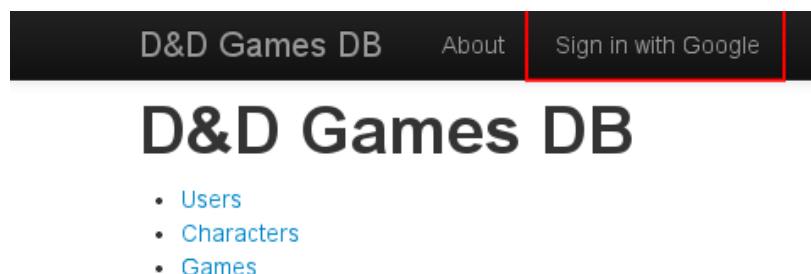 D&D Games DB About Sign in with Google
D&D Games DB
Users
Characters
Games